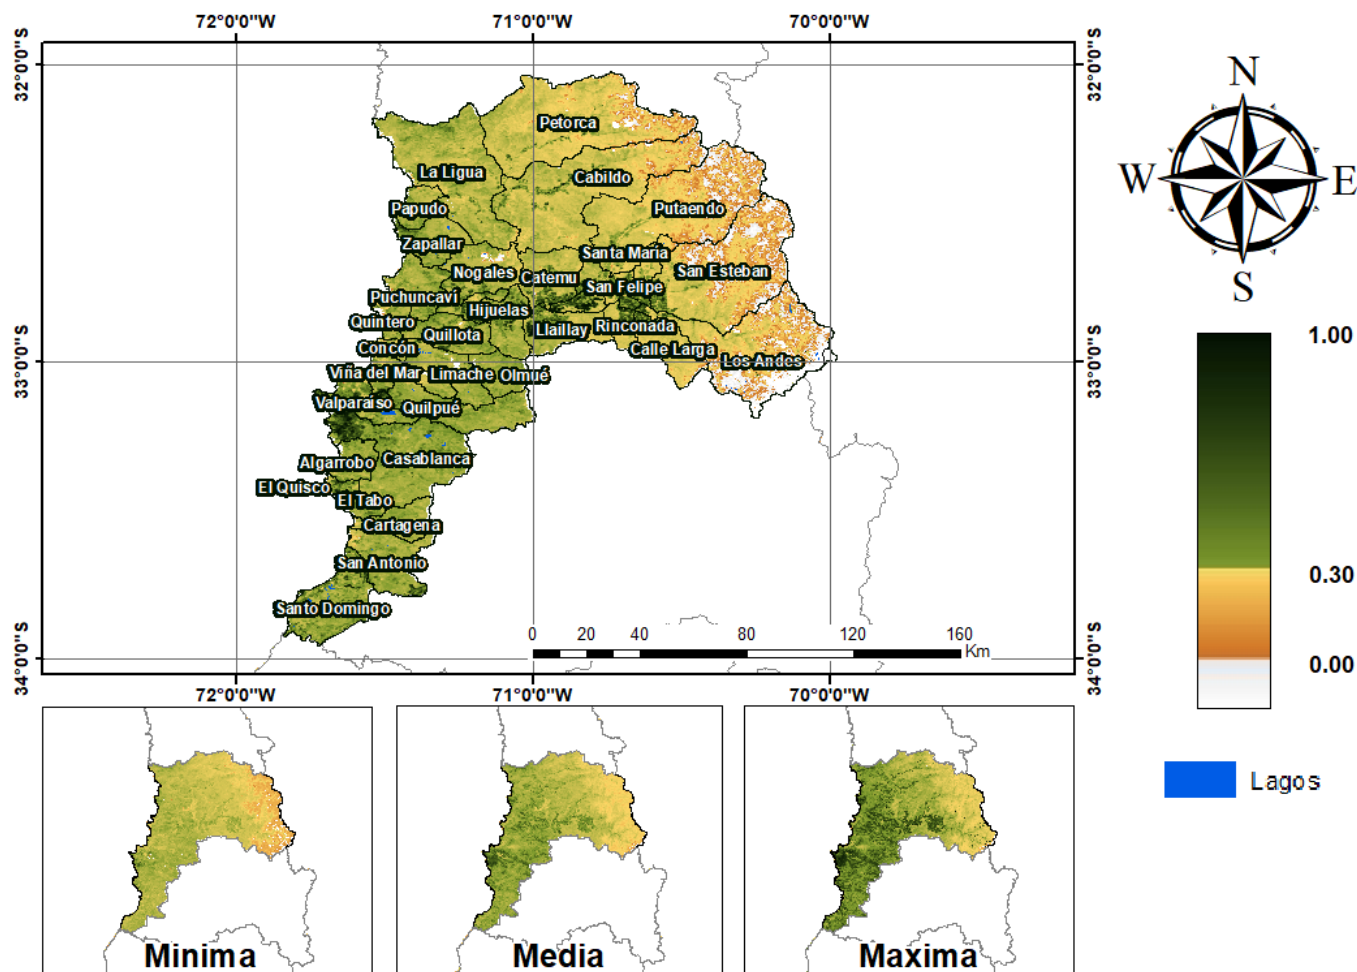 72°0'0"W
71°0'0"W
70°0'0"W
32°0'0"S
32°0'0"S
N
W
E
S
Petorca
La Ligua
Cabildo
Papudo
Putaendo
Zapallar
Santa María
Nogales
Catemu
San Esteban
San Felipe
Puchuncaví
Hijuelas
Quintero
Quillota
Llaillay
Rinconada
Concón
Calle Larga
Los Andes
33°0'0"S
33°0'0"S
Viña del Mar
Limache
Olmué
Valparaíso
Quilpué
Algarrobo
Casablanca
El Quisco
El Tabo
Cartagena
San Antonio
Santo Domingo
1.00
0.30
0.00
0 20 40 80 120 160
Km
34°0'0"S
34°0'0"S
72°0'0"W
71°0'0"W
70°0'0"W
Lagos
Minima
Media
Maxima